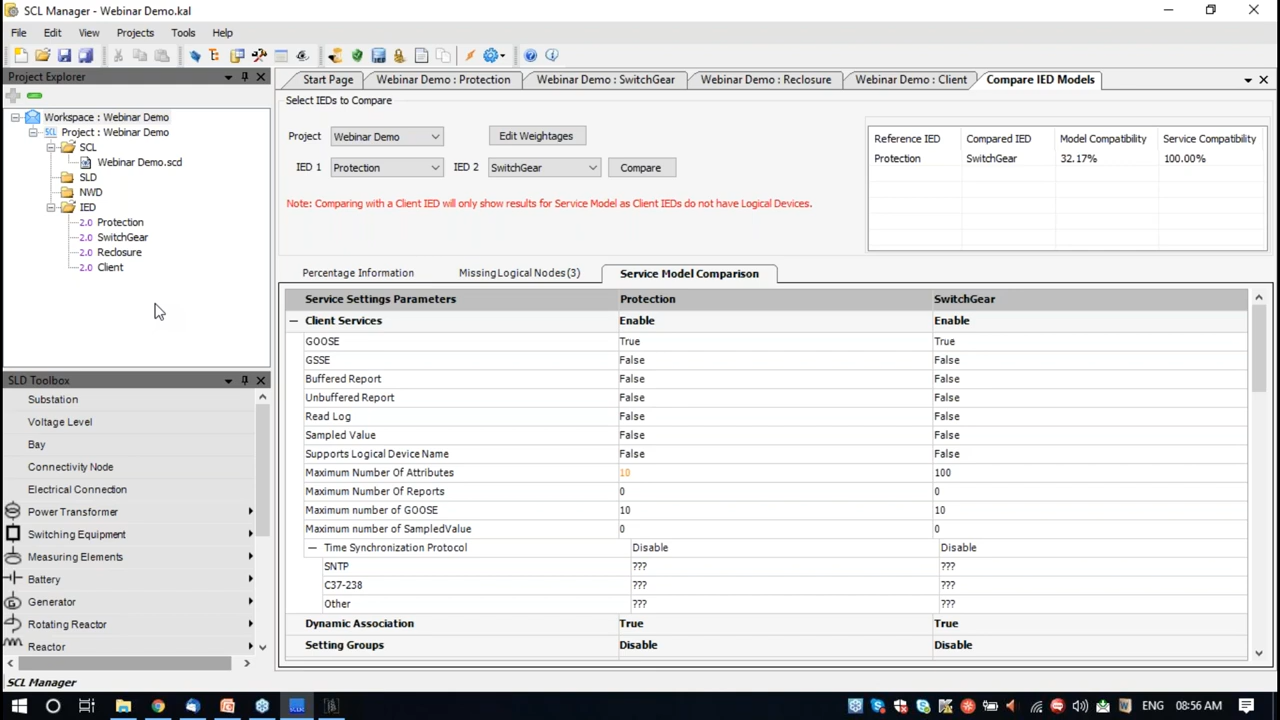 SCL Manager - Webinar Demo.kal
File Edit View Projects Tools Help
Project Explorer
Workspace : Webinar Demo
SCL Project : Webinar Demo
SCL
Webinar Demo.scd
SLD
NWD
IED
2.0 Protection
2.0 SwitchGear
2.0 Reclosure
2.0 Client
SLD Toolbox
Substation
Voltage Level
Bay
Connectivity Node
Electrical Connection
Power Transformer
Switching Equipment
Measuring Elements
Battery
Generator
Rotating Reactor
Reactor
SCL Manager
Start Page Webinar Demo : Protection Webinar Demo : SwitchGear Webinar Demo : Reclosure Webinar Demo : Client Compare IED Models
Select IEDs to Compare
Project Webinar Demo Edit Weightages
IED 1 Protection IED 2 SwitchGear Compare
Note: Comparing with a Client IED will only show results for Service Model as Client IEDs do not have Logical Devices.
Reference IED Compared IED Model Compatibility Service Compatibility
Protection SwitchGear 32.17% 100.00%
Percentage Information Missing Logical Nodes (3) Service Model Comparison
Service Settings Parameters Protection SwitchGear
Client Services Enable Enable
GOOSE True True
GSSE False False
Buffered Report False False
Unbuffered Report False False
Read Log False False
Sampled Value False False
Supports Logical Device Name False False
Maximum Number Of Attributes 10 100
Maximum Number Of Reports 0 0
Maximum number of GOOSE 10 10
Maximum number of SampledValue 0 0
Time Synchronization Protocol Disable Disable
SNTP ??? ???
C37-238 ??? ???
Other ??? ???
Dynamic Association True True
Setting Groups Disable Disable
ENG 08:56 AM